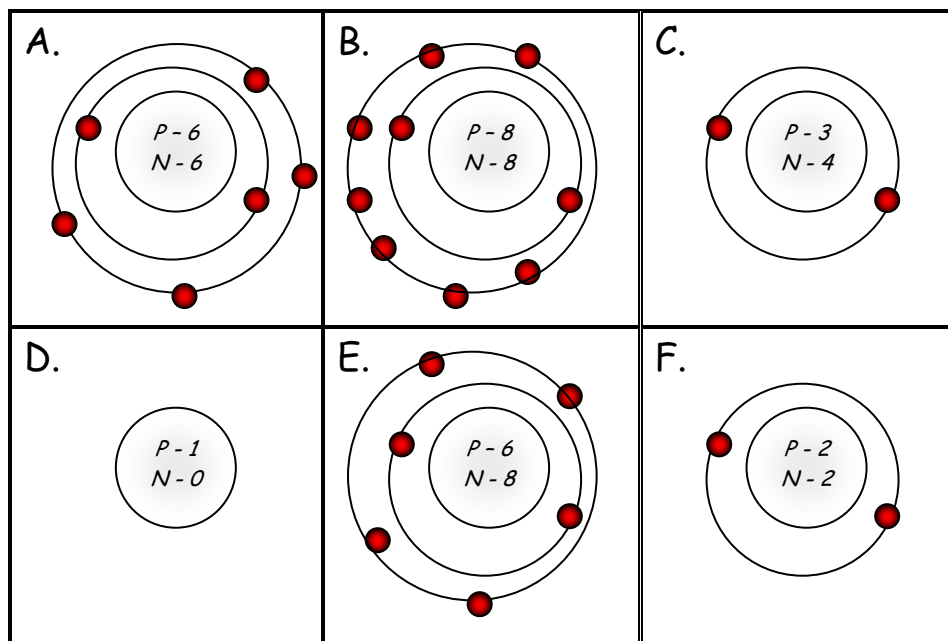 A.
P - 6
N - 6
B.
P - 8
N - 8
C.
P - 3
N - 4
D.
P - 1
N - 0
E.
P - 6
N - 8
F.
P - 2
N - 2